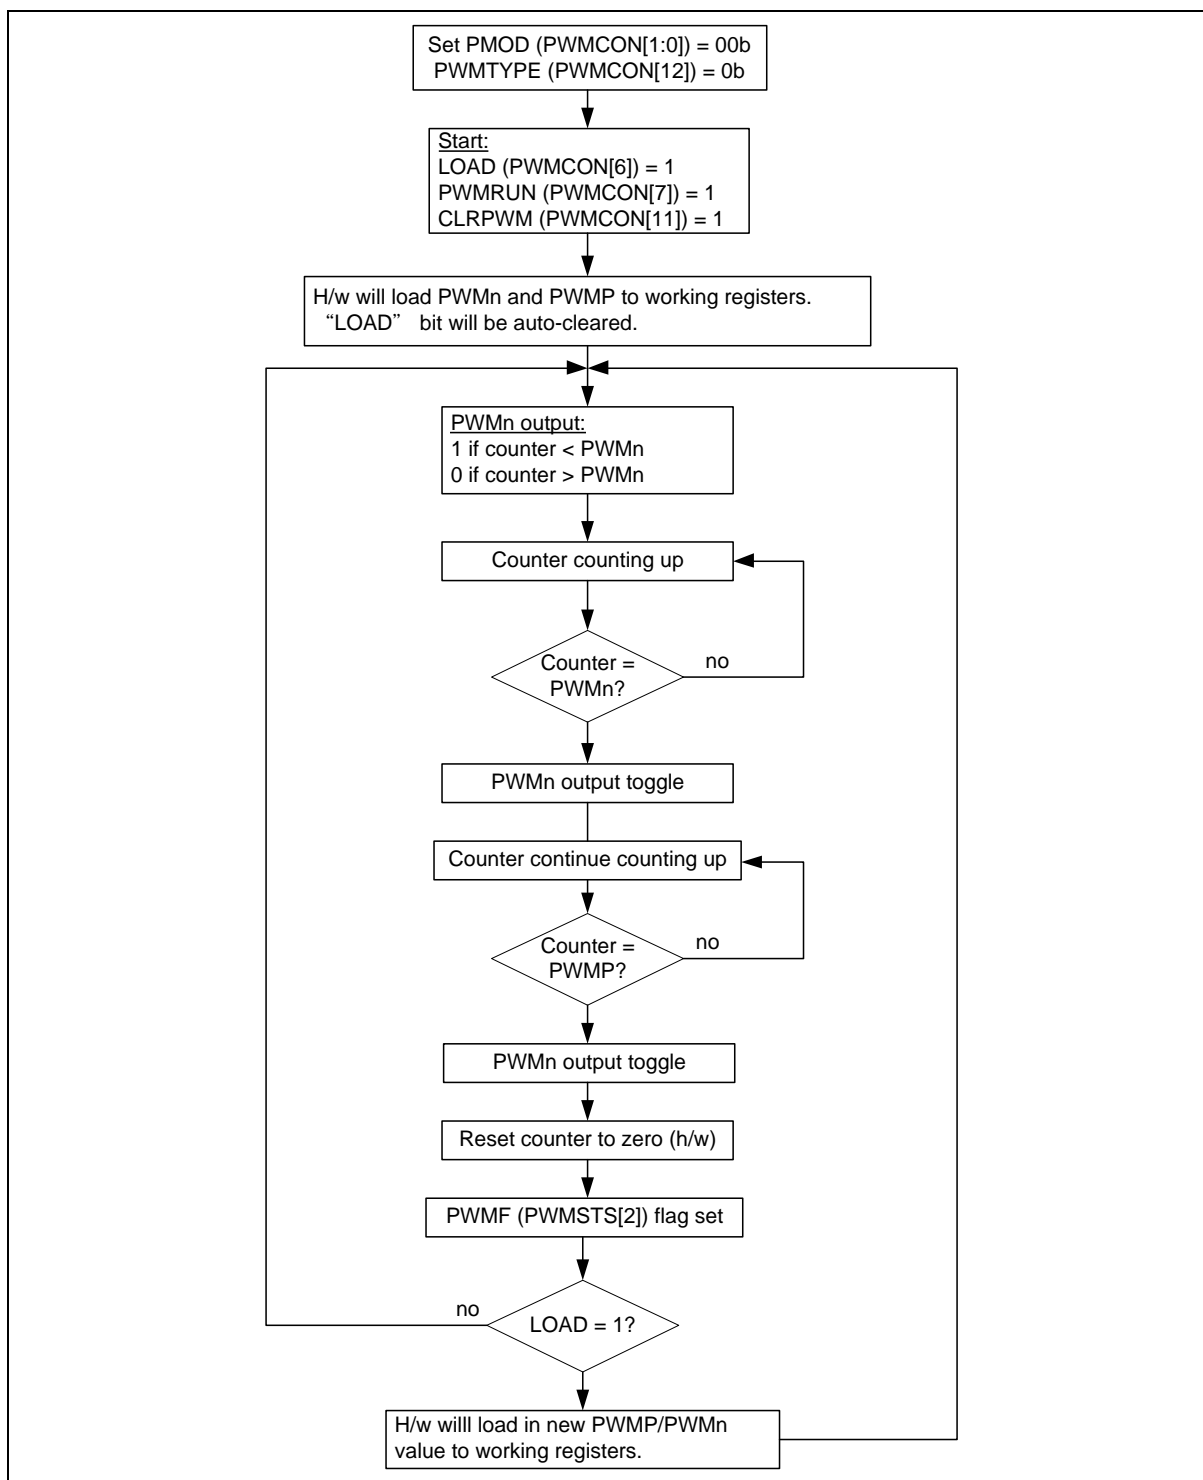 Set PMOD (PWMCON[1:0]) = 00b
PWMTYPE (PWMCON[12]) = 0b
Start:
LOAD (PWMCON[6]) = 1
PWMRUN (PWMCON[7]) = 1
CLRPWM (PWMCON[11]) = 1
H/w will load PWMn and PWMP to working registers.
“LOAD” bit will be auto-cleared.
PWMn output:
1 if counter < PWMn
0 if counter > PWMn
Counter counting up
Counter =
PWMn?
no
PWMn output toggle
Counter continue counting up
Counter =
PWMP?
no
PWMn output toggle
Reset counter to zero (h/w)
PWMF (PWMSTS[2]) flag set
no
LOAD = 1?
H/w willl load in new PWMP/PWMn
value to working registers.